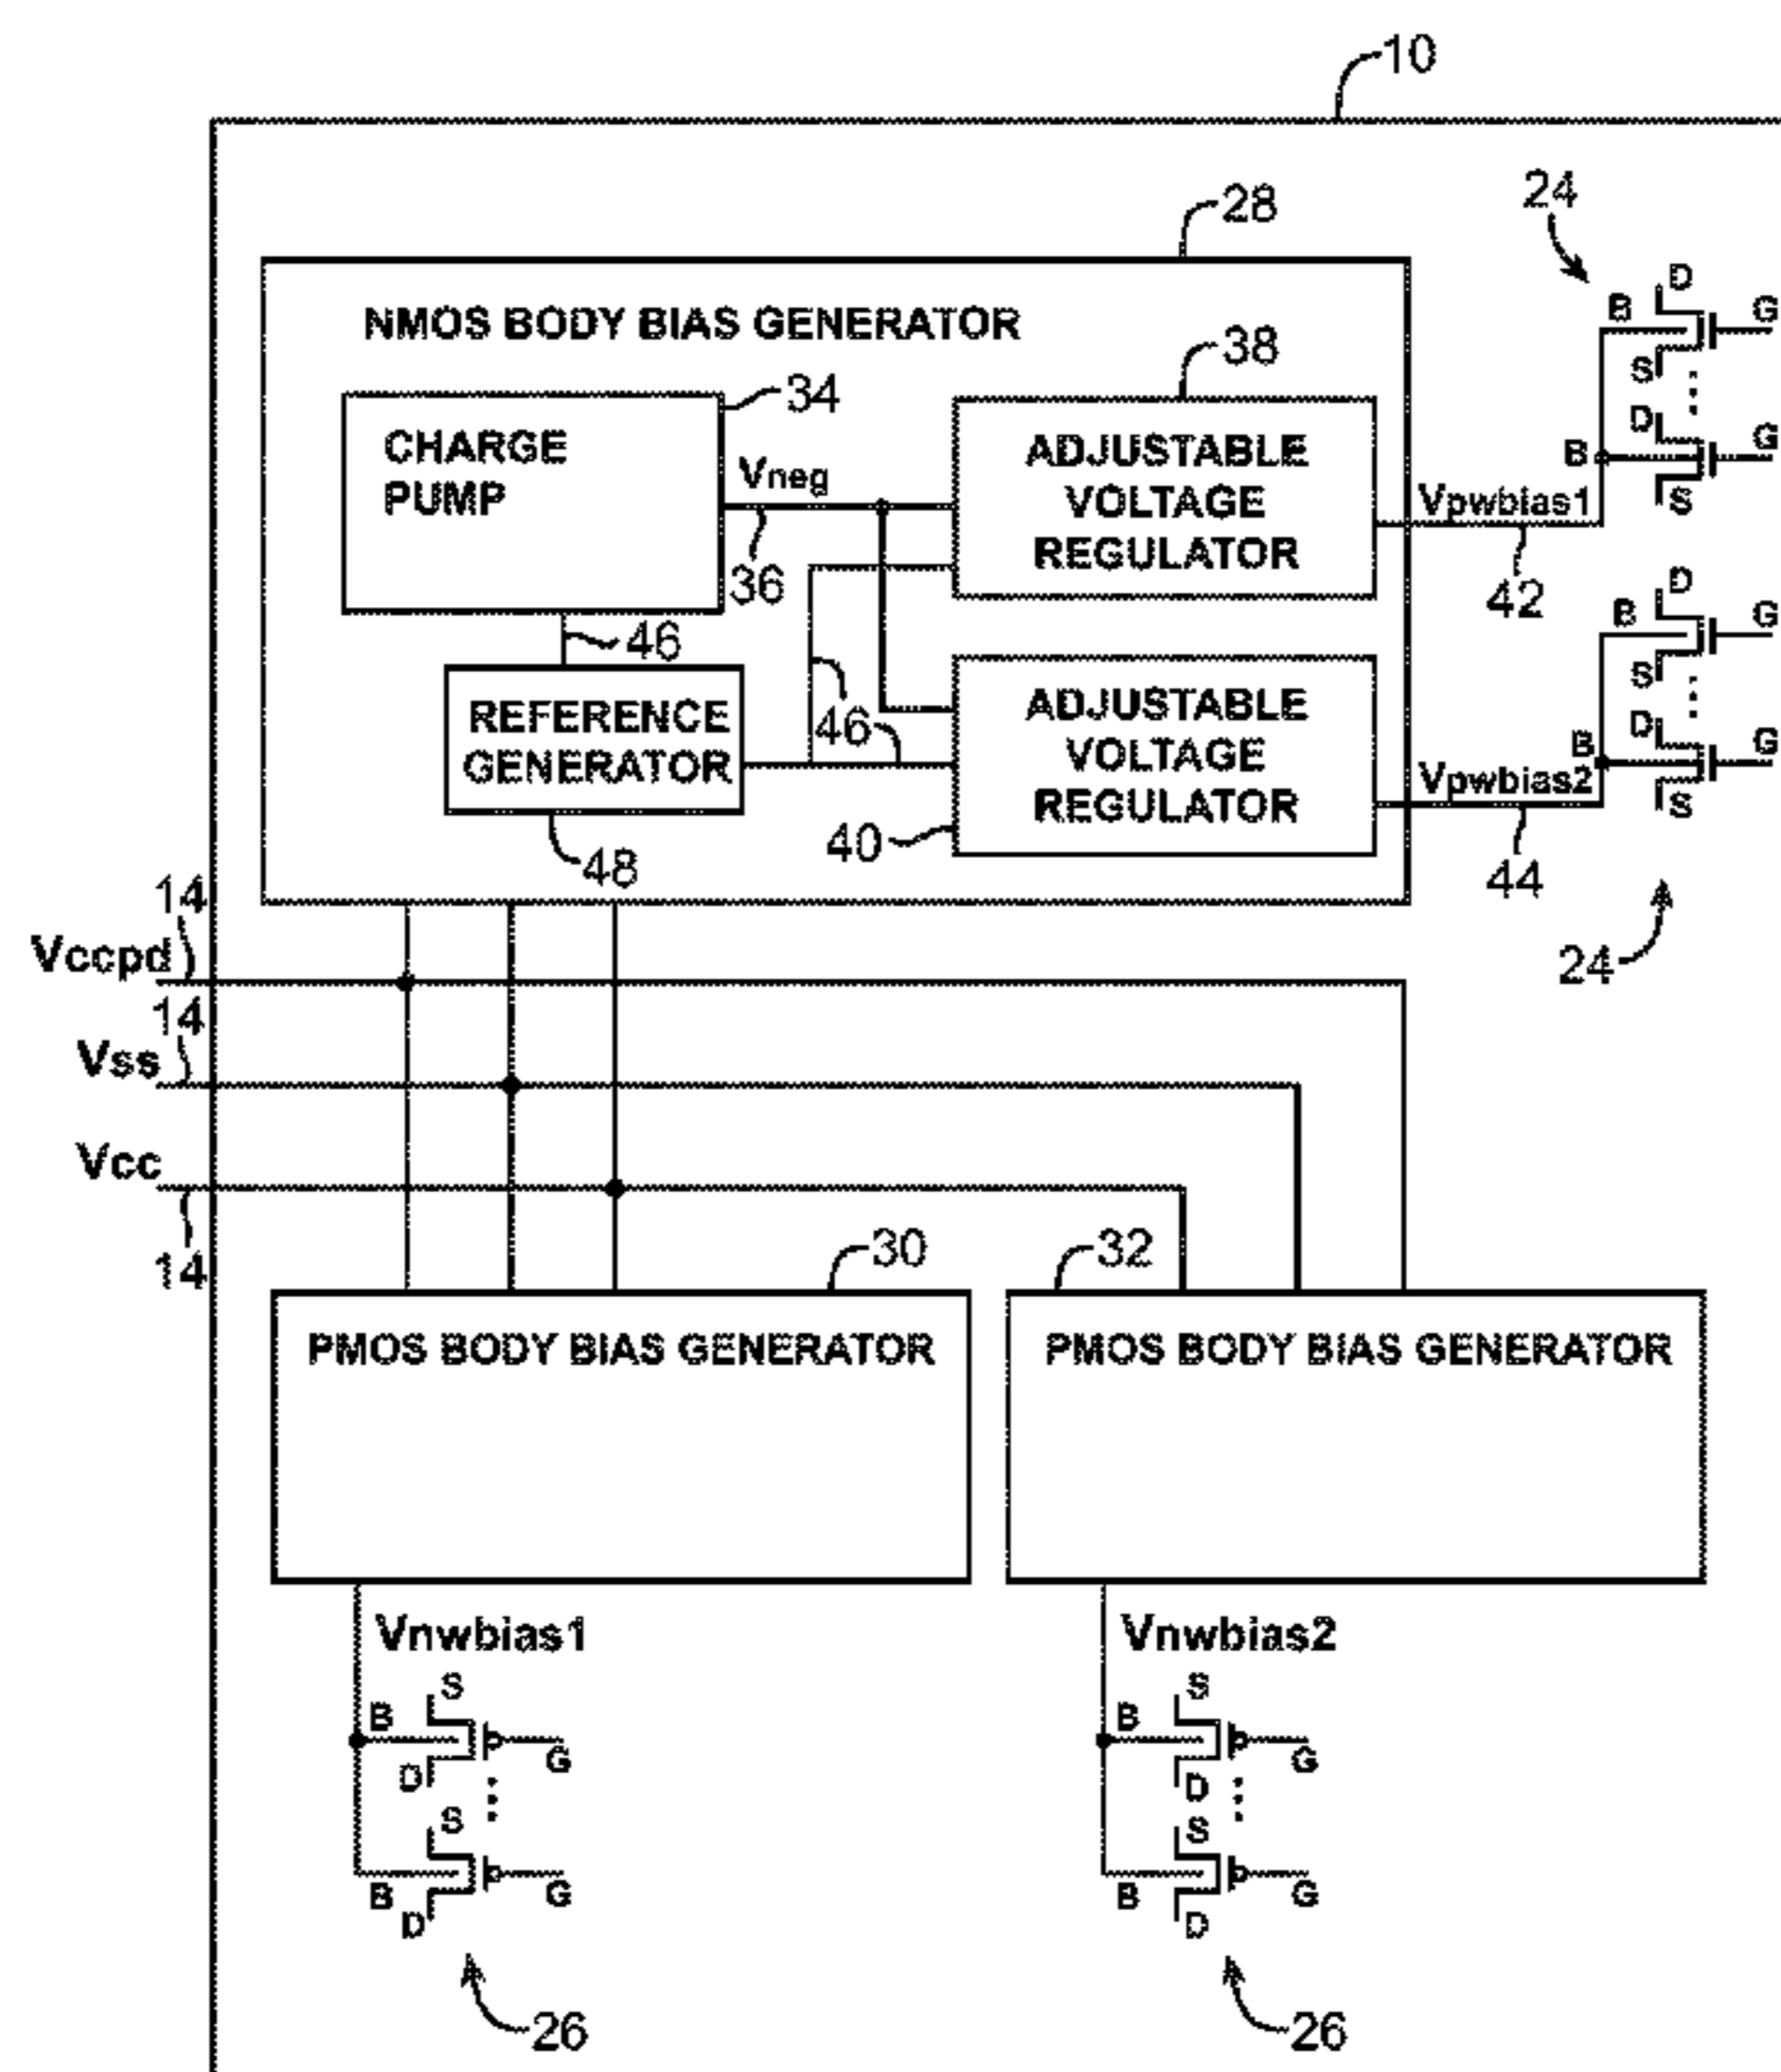 10
24
28
NMOS BODY BIAS GENERATOR
D
B
G
38
S
34
CHARGE
PUMP
Vneg
ADJUSTABLE
VOLTAGE
REGULATOR
D
G
B
Vpwbias1
S
36
42
D
B
G
46
S
REFERENCE
GENERATOR
46
ADJUSTABLE
VOLTAGE
REGULATOR
D
G
B
Vpwbias2
S
40
48
44
14
Vccpd
24
14
Vss
Vcc
14
30
32
PMOS BODY BIAS GENERATOR
PMOS BODY BIAS GENERATOR
Vnwbias1
Vnwbias2
S
B
D
G
S
B
D
G
S
B
D
G
S
B
D
G
26
26